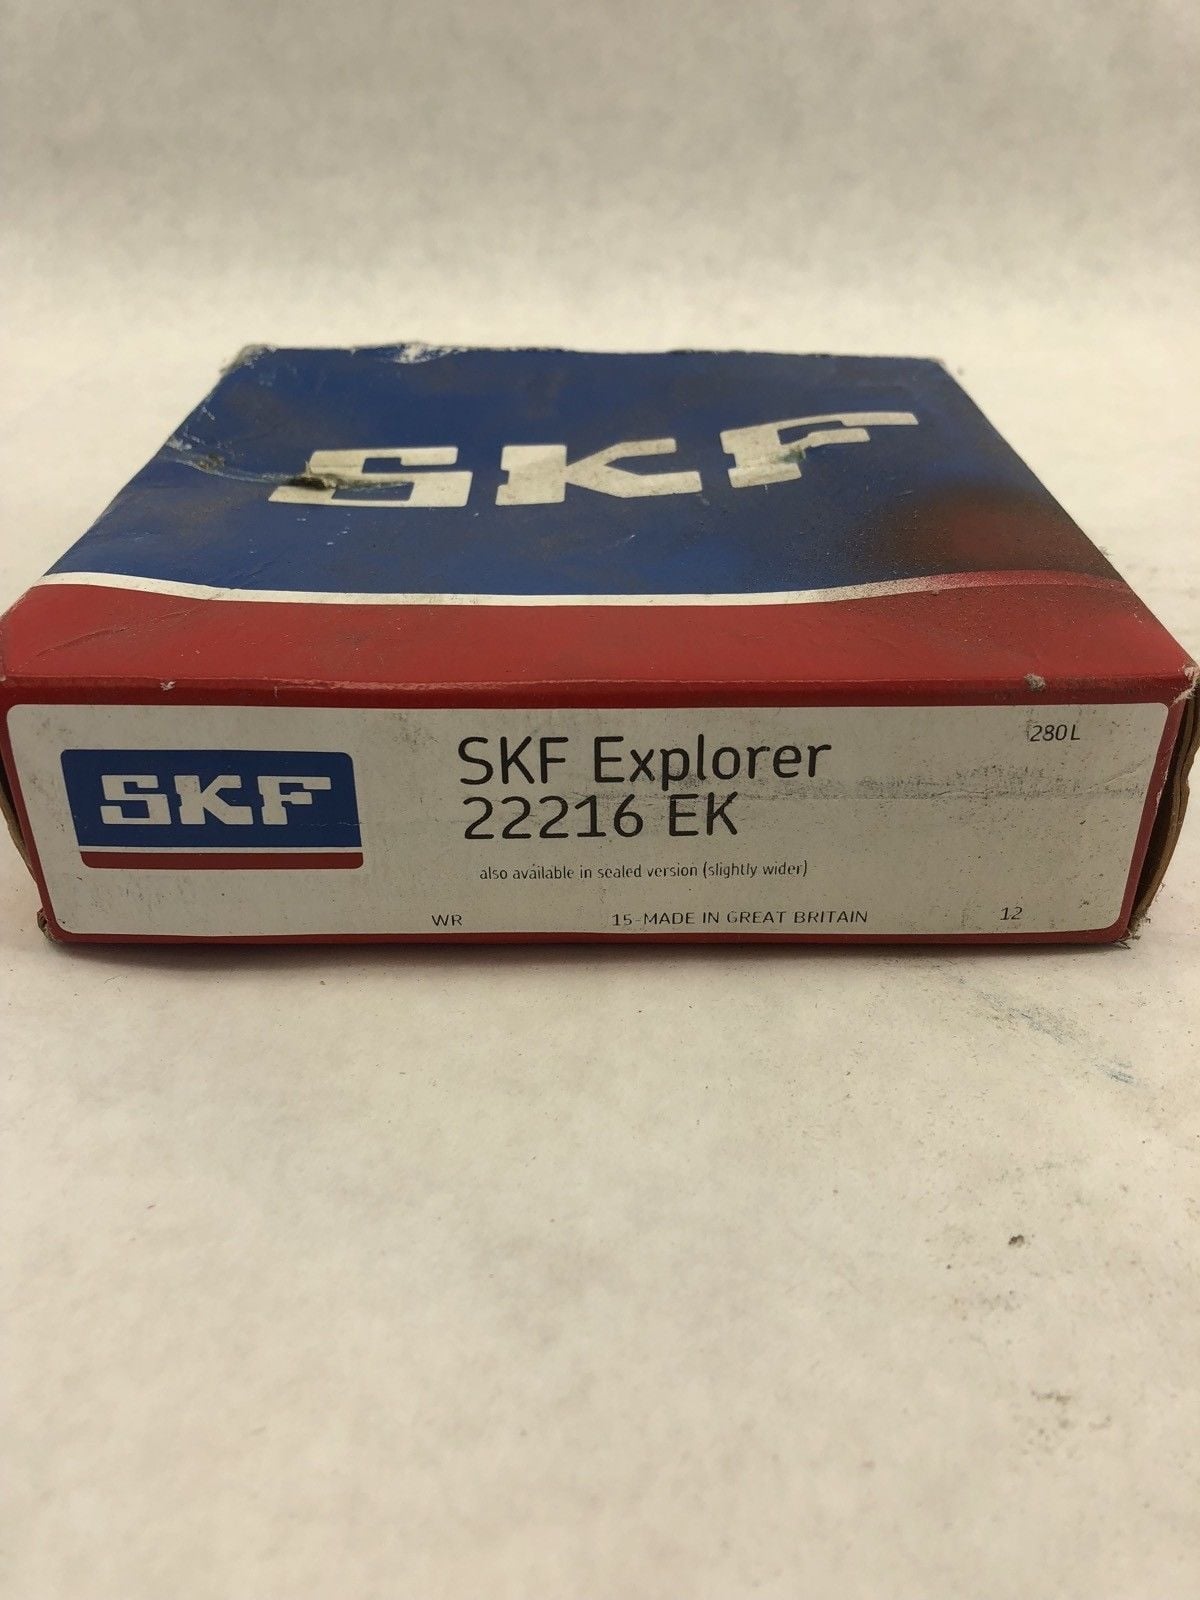 SKF
280L
SKF
SKF Explorer
22216 EK
also available in sealed version (slightly wider)
WR 15-MADE IN GREAT BRITAIN 12